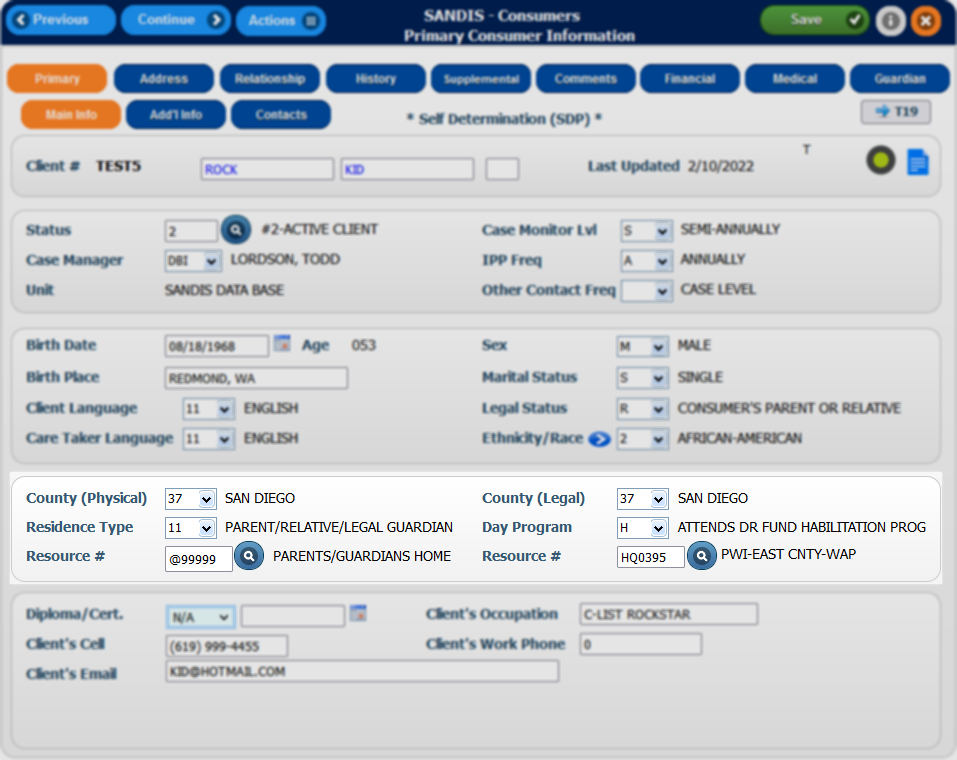 Previous Continue Actions SANDIS - Consumers Save
Primary Consumer Information
Primary Address Relationship History Supplemental Comments Financial Medical Guardian
Main Info Add'l Info Contacts * Self Determination (SDP) * T19
T
Client # TEST5 ROCK KID Last Updated 2/10/2022
Status 2 #2-ACTIVE CLIENT Case Monitor Lvl S SEMI-ANNUALLY
Case Manager DBI LORDSON, TODD IPP Freq A ANNUALLY
Unit SANDIS DATA BASE Other Contact Freq CASE LEVEL
Birth Date 08/18/1968 Age 053 Sex M MALE
Birth Place REDMOND, WA Marital Status S SINGLE
Client Language 11 ENGLISH Legal Status R CONSUMER'S PARENT OR RELATIVE
Care Taker Language 11 ENGLISH Ethnicity/Race 2 AFRICAN-AMERICAN
County (Physical) 37 SAN DIEGO County (Legal) 37 SAN DIEGO
Residence Type 11 PARENT/RELATIVE/LEGAL GUARDIAN Day Program H ATTENDS DR FUND HABILITATION PROG
Resource # @99999 PARENTS/GUARDIANS HOME Resource # HQ0395 PWI-EAST CNTY-WAP
Diploma/Cert. N/A Client's Occupation C-LIST ROCKSTAR
Client's Cell (619) 999-4455 Client's Work Phone 0
Client's Email KID@HOTMAIL.COM